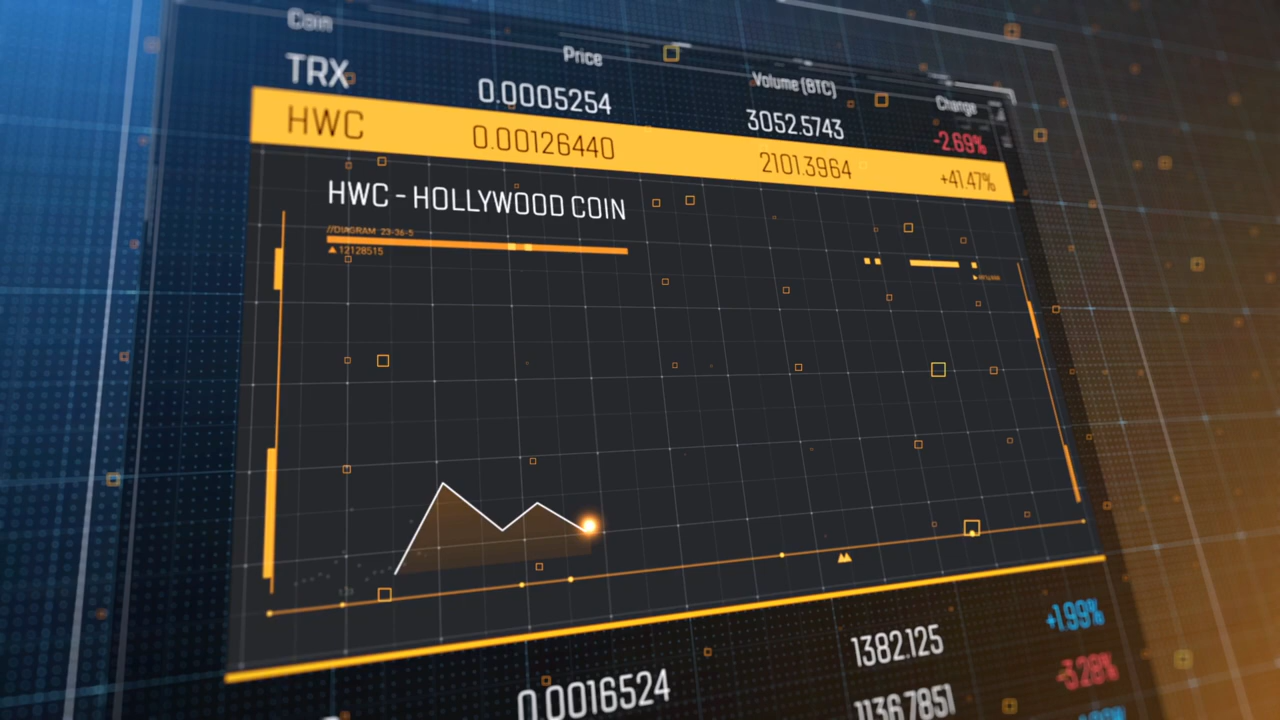 Coin Price Volume (BTC) Change
TRX 0.0005254 3052.5743 -2.69%
HWC 0.00126440 2101.3964 +41.47%
HWC - HOLLYWOOD COIN
//DIAGRAM 23-36-5
▲ 12128515
0.0016524 1382.125 +1.99%
1136.7851 -3.28%